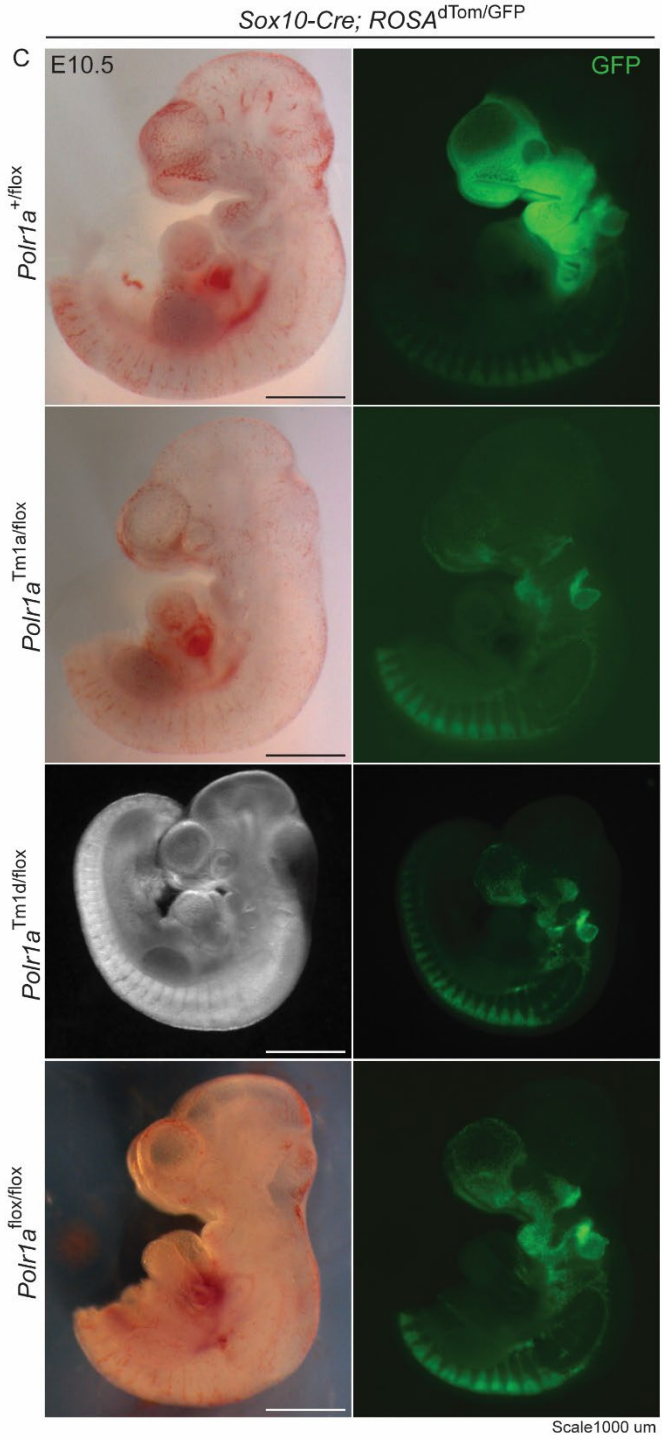 Sox10-Cre; ROSAdTom/GFP
C
E10.5
GFP
Polr1a+/flox
Polr1aTm1a/flox
Polr1aTm1d/flox
Polr1aflox/flox
Scale1000 um